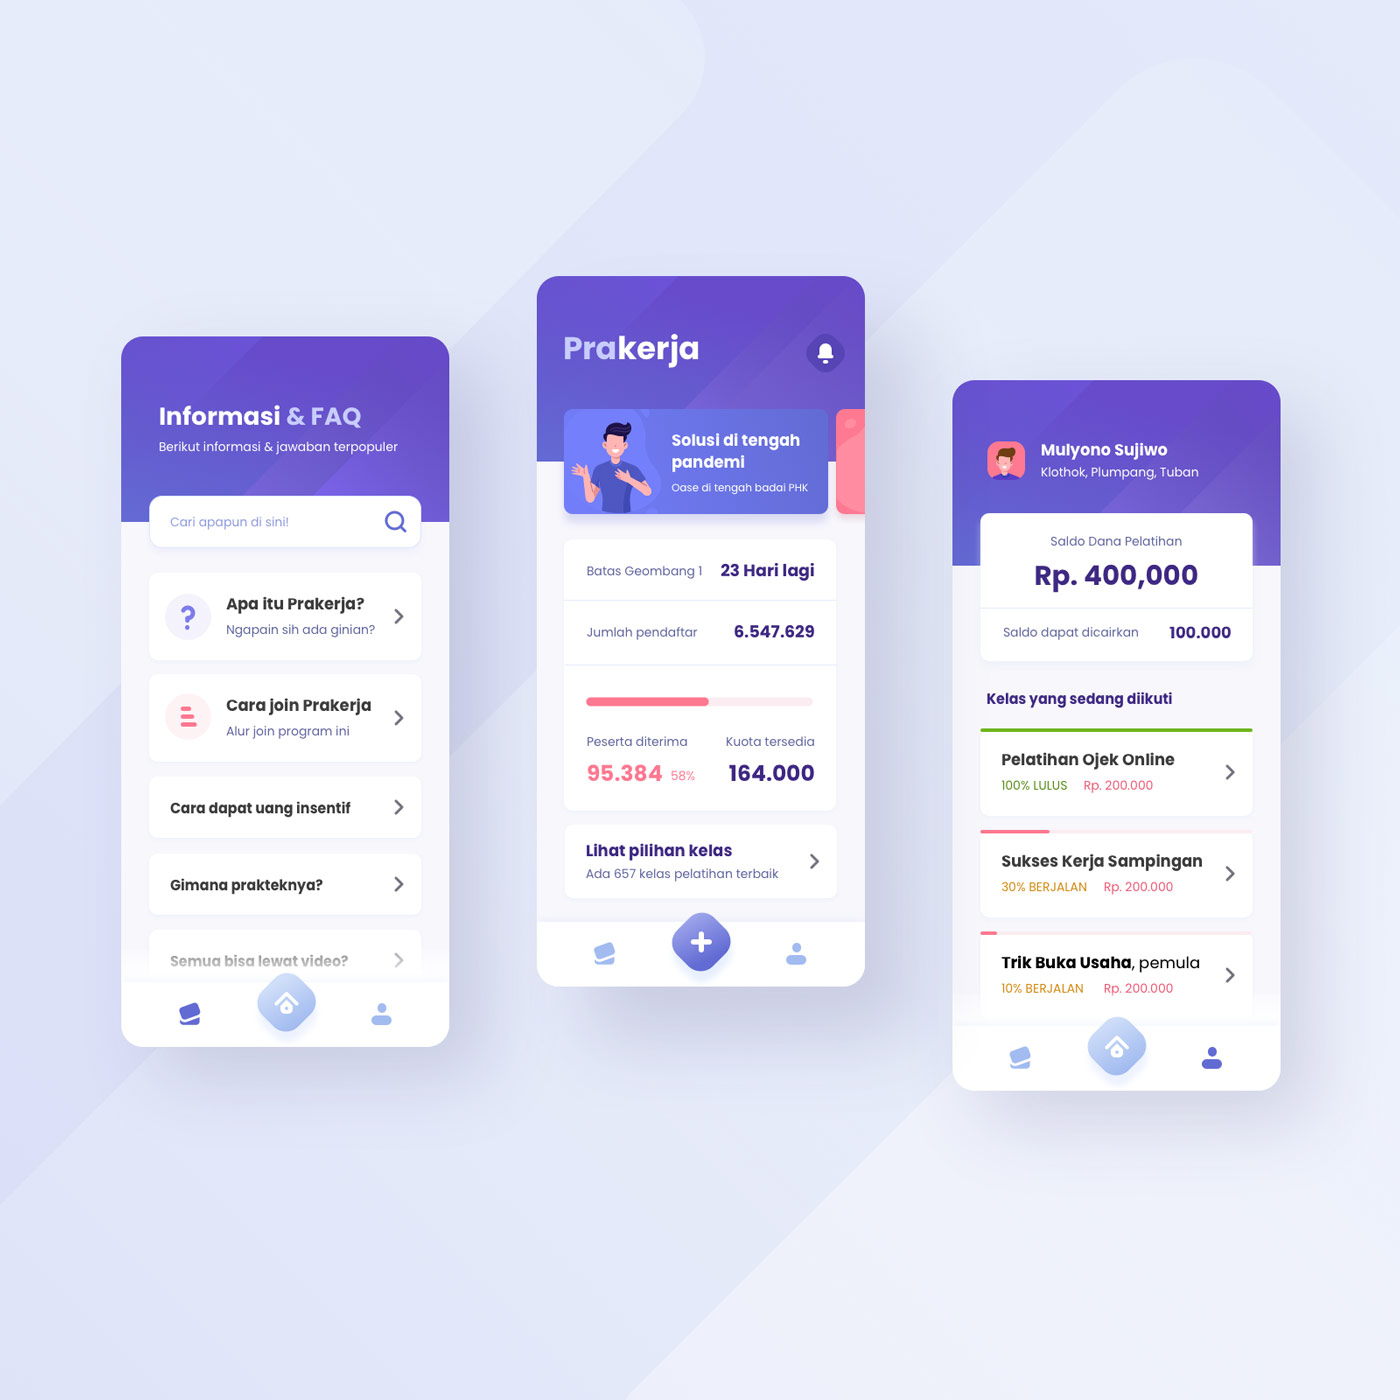 Informasi & FAQ
Berikut informasi & jawaban terpopuler
Cari apapun di sini!
Apa itu Prakerja?
Ngapain sih ada ginian?
Cara join Prakerja
Alur join program ini
Cara dapat uang insentif
Gimana prakteknya?
Semua bisa lewat video?
Prakerja
Solusi di tengah
pandemi
Oase di tengah badai PHK
Batas Geombang 1 23 Hari lagi
Jumlah pendaftar 6.547.629
Peserta diterima Kuota tersedia
95.384 58% 164.000
Lihat pilihan kelas
Ada 657 kelas pelatihan terbaik
Mulyono Sujiwo
Klothok, Plumpang, Tuban
Saldo Dana Pelatihan
Rp. 400,000
Saldo dapat dicairkan 100.000
Kelas yang sedang diikuti
Pelatihan Ojek Online
100% LULUS Rp. 200.000
Sukses Kerja Sampingan
30% BERJALAN Rp. 200.000
Trik Buka Usaha, pemula
10% BERJALAN Rp. 200.000